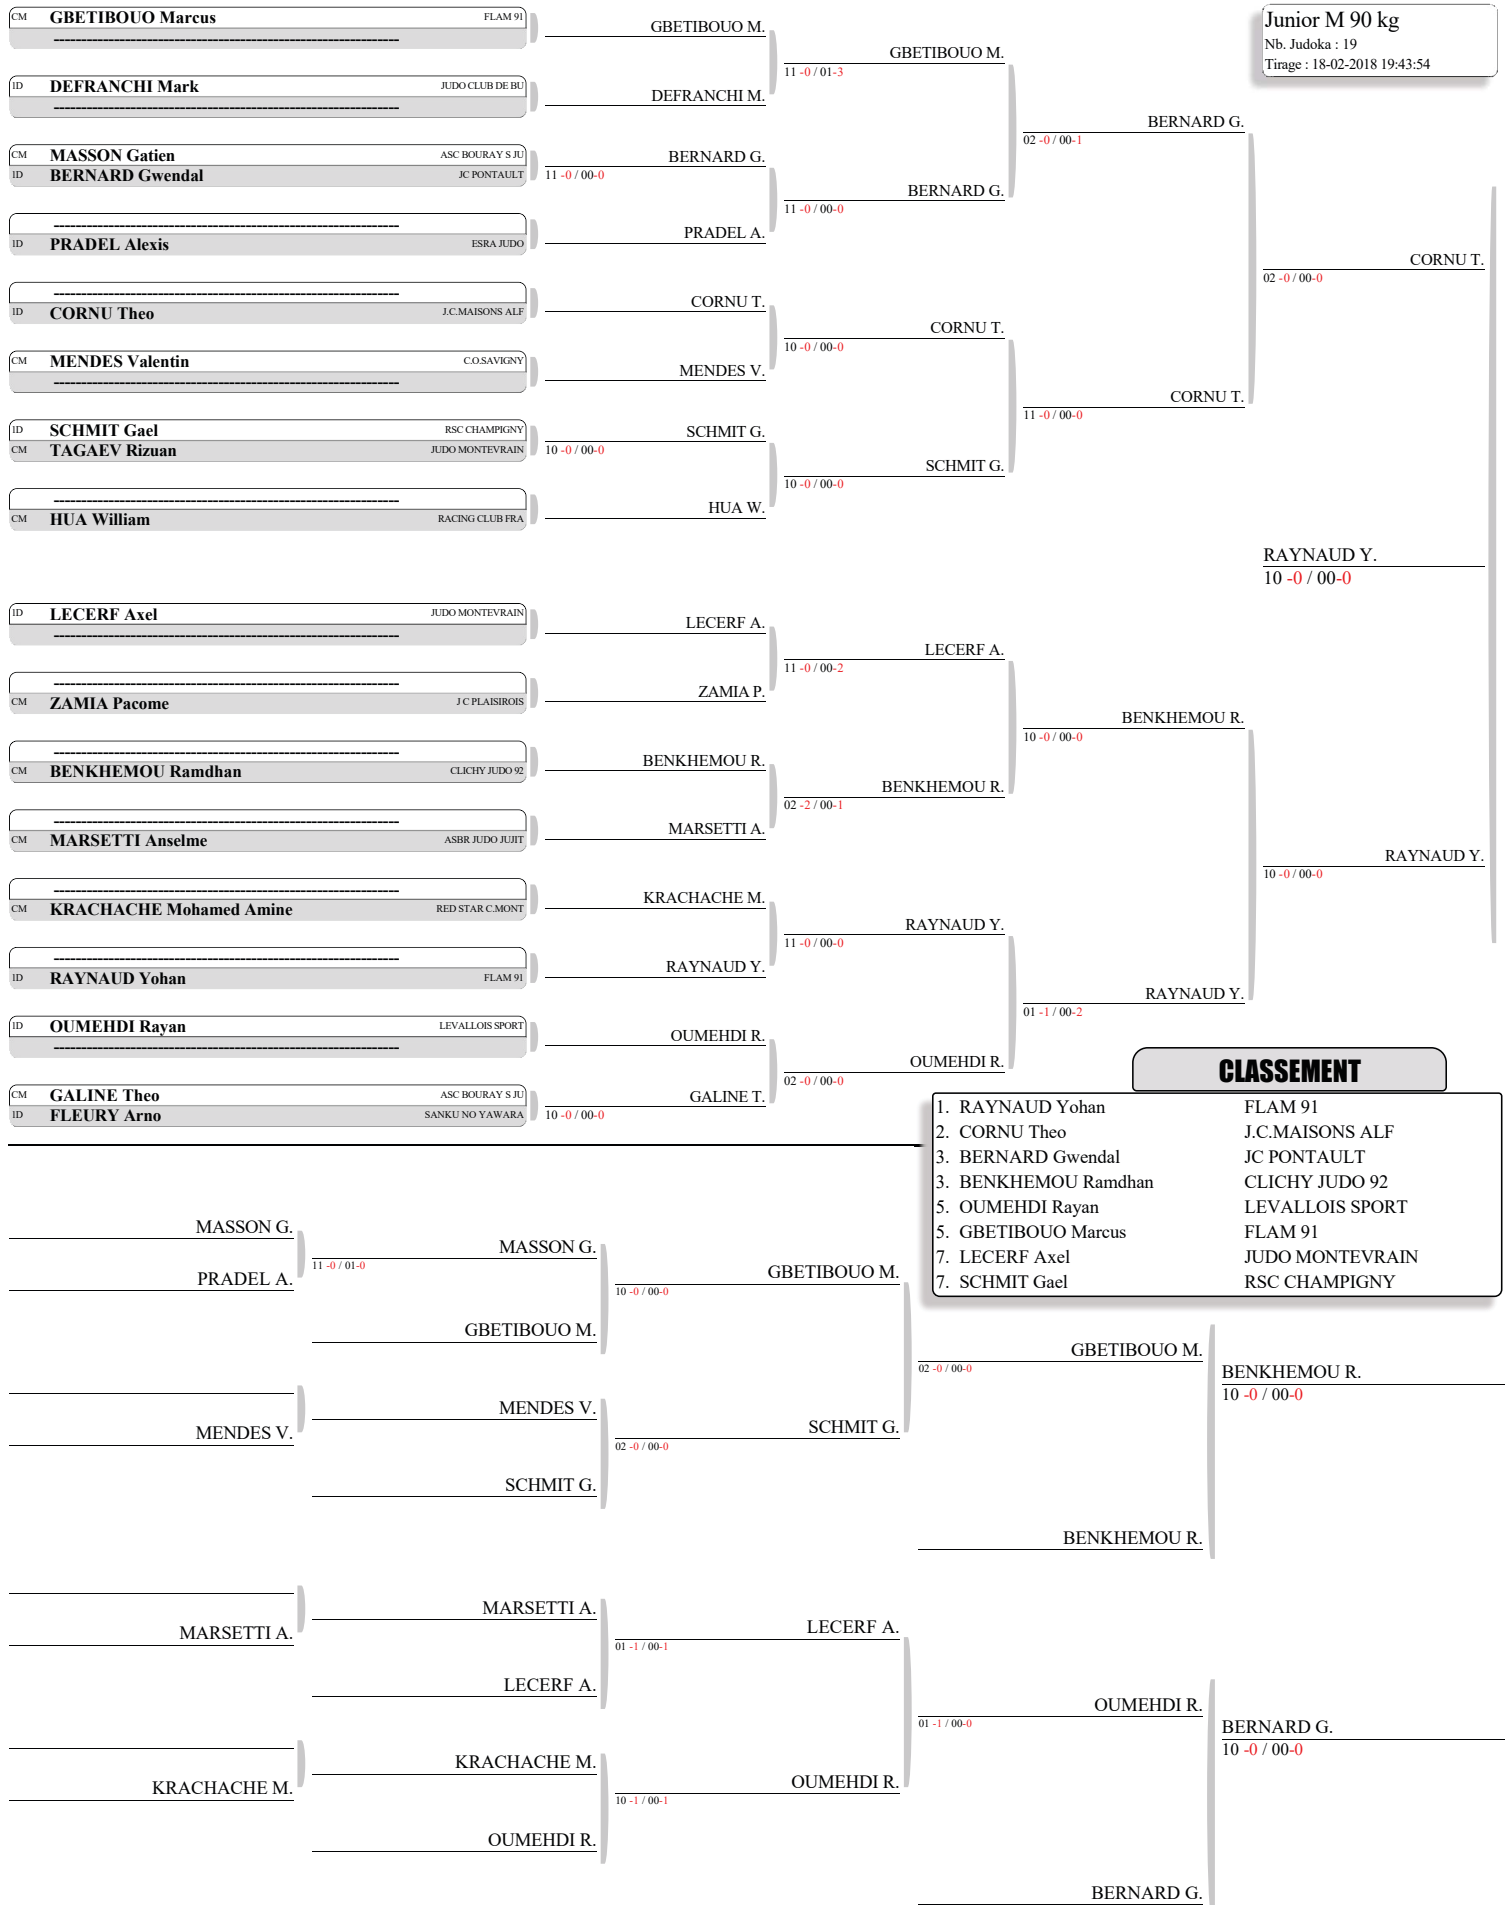 Junior M 90 kg
Nb. Judoka : 19
Tirage : 18-02-2018 19:43:54
CM GBETIBOUO Marcus FLAM 91
1D DEFRANCHI Mark JUDO CLUB DE BU
CM MASSON Gatien ASC BOURAY S JU
1D BERNARD Gwendal JC PONTAULT
1D PRADEL Alexis ESRA JUDO
1D CORNU Theo J.C.MAISONS ALF
CM MENDES Valentin C.O.SAVIGNY
1D SCHMIT Gael RSC CHAMPIGNY
CM TAGAEV Rizuan JUDO MONTEVRAIN
CM HUA William RACING CLUB FRA
1D LECERF Axel JUDO MONTEVRAIN
CM ZAMIA Pacome J C PLAISIROIS
CM BENKHEMOU Ramdhan CLICHY JUDO 92
CM MARSETTI Anselme ASBR JUDO JUJIT
CM KRACHACHE Mohamed Amine RED STAR C.MONT
1D RAYNAUD Yohan FLAM 91
1D OUMEHDI Rayan LEVALLOIS SPORT
CM GALINE Theo ASC BOURAY S JU
1D FLEURY Arno SANKU NO YAWARA
GBETIBOUO M.
DEFRANCHI M.
BERNARD G.
11 -0 / 00-0
PRADEL A.
CORNU T.
MENDES V.
SCHMIT G.
10 -0 / 00-0
HUA W.
LECERF A.
ZAMIA P.
BENKHEMOU R.
MARSETTI A.
KRACHACHE M.
RAYNAUD Y.
OUMEHDI R.
GALINE T.
10 -0 / 00-0
GBETIBOUO M.
11 -0 / 01-3
BERNARD G.
11 -0 / 00-0
CORNU T.
10 -0 / 00-0
SCHMIT G.
10 -0 / 00-0
LECERF A.
11 -0 / 00-2
BENKHEMOU R.
02 -2 / 00-1
RAYNAUD Y.
11 -0 / 00-0
OUMEHDI R.
02 -0 / 00-0
BERNARD G.
02 -0 / 00-1
CORNU T.
11 -0 / 00-0
BENKHEMOU R.
10 -0 / 00-0
RAYNAUD Y.
01 -1 / 00-2
CORNU T.
02 -0 / 00-0
RAYNAUD Y.
10 -0 / 00-0
RAYNAUD Y.
10 -0 / 00-0
CLASSEMENT
1. RAYNAUD Yohan FLAM 91
2. CORNU Theo J.C.MAISONS ALF
3. BERNARD Gwendal JC PONTAULT
3. BENKHEMOU Ramdhan CLICHY JUDO 92
5. OUMEHDI Rayan LEVALLOIS SPORT
5. GBETIBOUO Marcus FLAM 91
7. LECERF Axel JUDO MONTEVRAIN
7. SCHMIT Gael RSC CHAMPIGNY
MASSON G.
PRADEL A.
MENDES V.
MARSETTI A.
KRACHACHE M.
MASSON G.
11 -0 / 01-0
GBETIBOUO M.
MENDES V.
SCHMIT G.
MARSETTI A.
LECERF A.
KRACHACHE M.
OUMEHDI R.
GBETIBOUO M.
10 -0 / 00-0
SCHMIT G.
02 -0 / 00-0
LECERF A.
01 -1 / 00-1
OUMEHDI R.
10 -1 / 00-1
GBETIBOUO M.
02 -0 / 00-0
BENKHEMOU R.
OUMEHDI R.
01 -1 / 00-0
BERNARD G.
BENKHEMOU R.
10 -0 / 00-0
BERNARD G.
10 -0 / 00-0